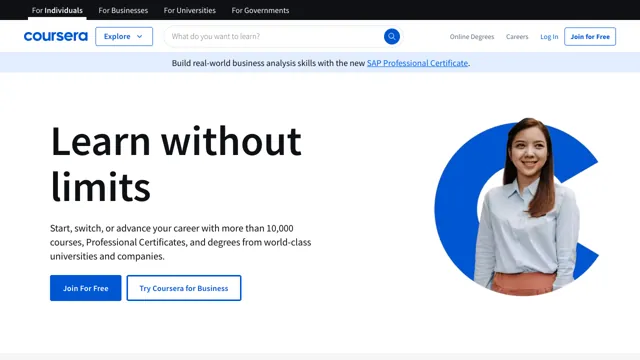 For Individuals For Businesses For Universities For Governments
coursera Explore What do you want to learn? Online Degrees Careers Log In Join for Free
Build real-world business analysis skills with the new SAP Professional Certificate.
Learn without
limits
Start, switch, or advance your career with more than 10,000
courses, Professional Certificates, and degrees from world-class
universities and companies.
Join For Free Try Coursera for Business